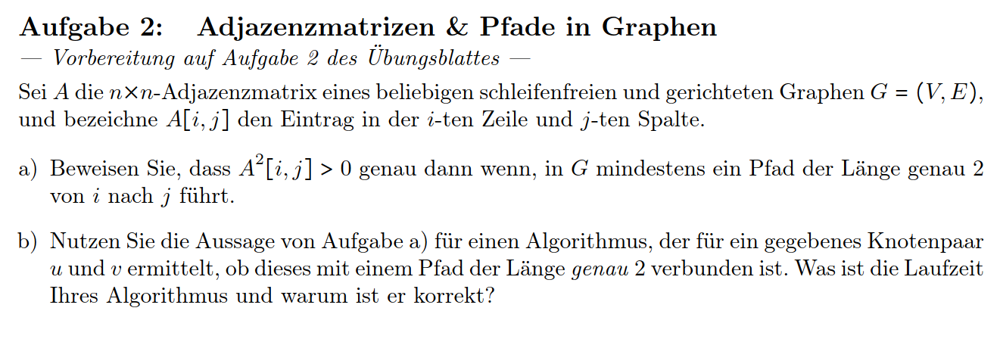 Aufgabe 2: Adjazenzmatrizen & Pfade in Graphen
— Vorbereitung auf Aufgabe 2 des Übungsblattes —
Sei A die n×n-Adjazenzmatrix eines beliebigen schleifenfreien und gerichteten Graphen G = (V, E),
und bezeichne A[i, j] den Eintrag in der i-ten Zeile und j-ten Spalte.
a) Beweisen Sie, dass A²[i, j] > 0 genau dann wenn, in G mindestens ein Pfad der Länge genau 2
von i nach j führt.
b) Nutzen Sie die Aussage von Aufgabe a) für einen Algorithmus, der für ein gegebenes Knotenpaar
u und v ermittelt, ob dieses mit einem Pfad der Länge genau 2 verbunden ist. Was ist die Laufzeit
Ihres Algorithmus und warum ist er korrekt?